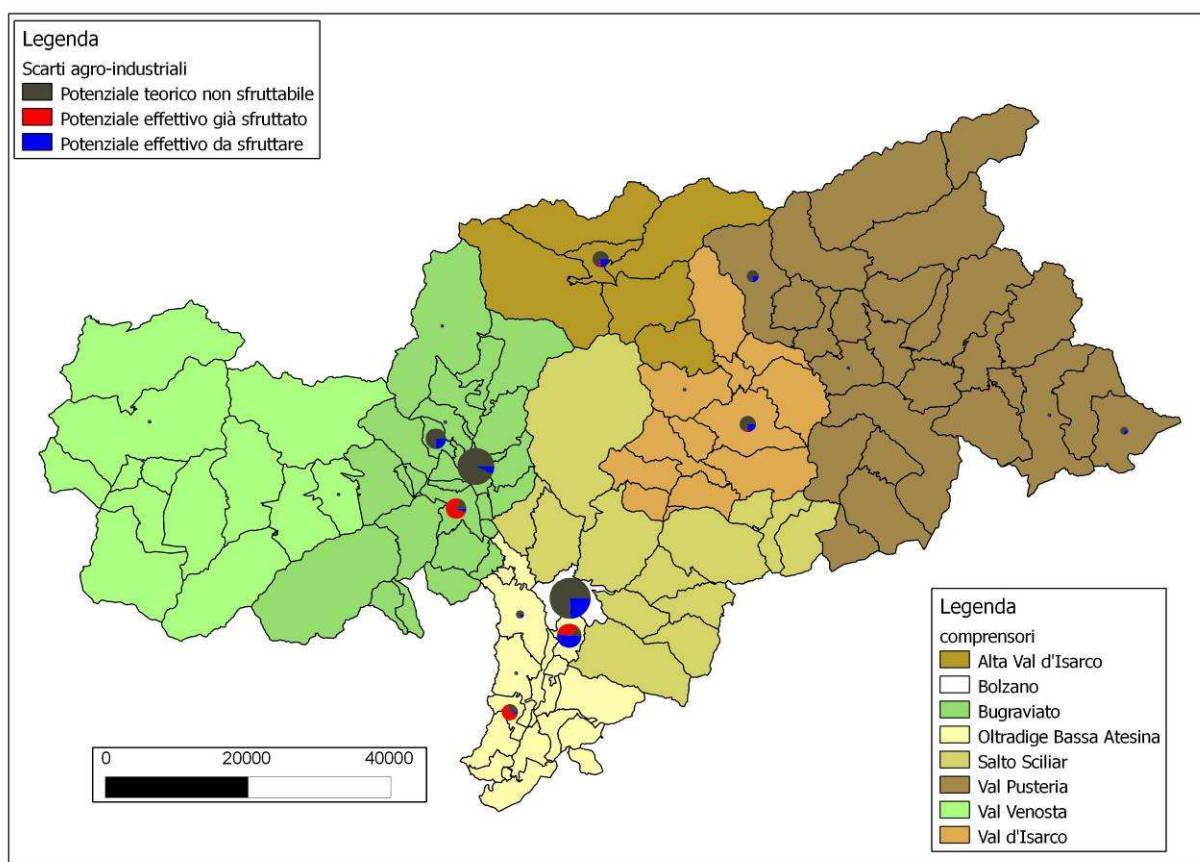 Legenda
Scarti agro-industriali
Potenziale teorico non sfruttabile
Potenziale effettivo già sfruttato
Potenziale effettivo da sfruttare
0 20000 40000
Legenda
comprensori
Alta Val d'Isarco
Bolzano
Bugraviato
Oltradige Bassa Atesina
Salto Sciliar
Val Pusteria
Val Venosta
Val d'Isarco